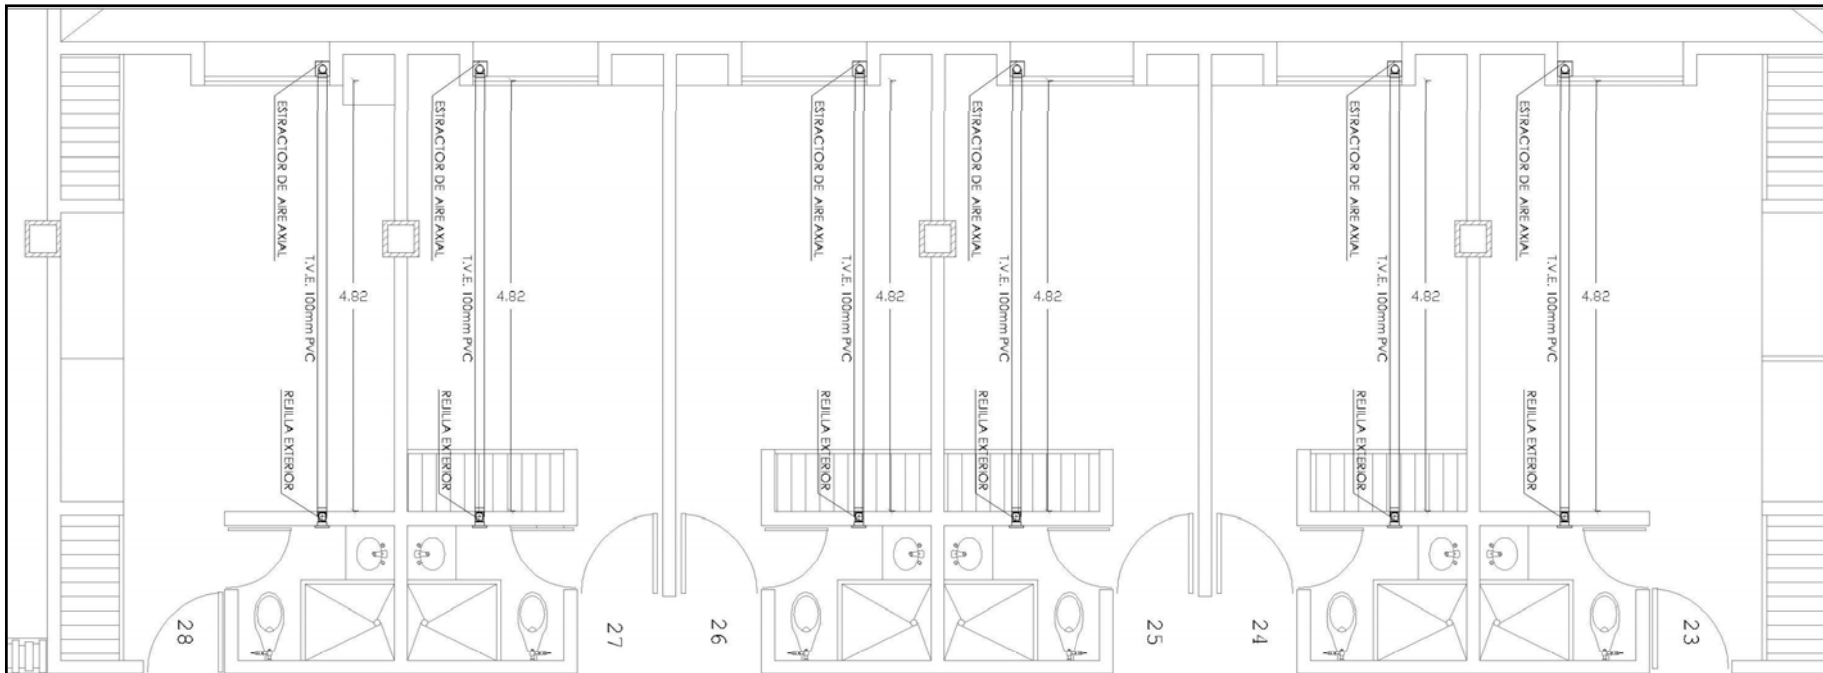 ESTRACTOR DE AIRE AXIAL
T.V.E. 100mm PVC
4.82
REJILLA EXTERIOR
ESTRACTOR DE AIRE AXIAL
T.V.E. 100mm PVC
4.82
REJILLA EXTERIOR
ESTRACTOR DE AIRE AXIAL
T.V.E. 100mm PVC
4.82
REJILLA EXTERIOR
ESTRACTOR DE AIRE AXIAL
T.V.E. 100mm PVC
4.82
REJILLA EXTERIOR
ESTRACTOR DE AIRE AXIAL
T.V.E. 100mm PVC
4.82
REJILLA EXTERIOR
ESTRACTOR DE AIRE AXIAL
T.V.E. 100mm PVC
4.82
REJILLA EXTERIOR
28
27
26
25
24
23